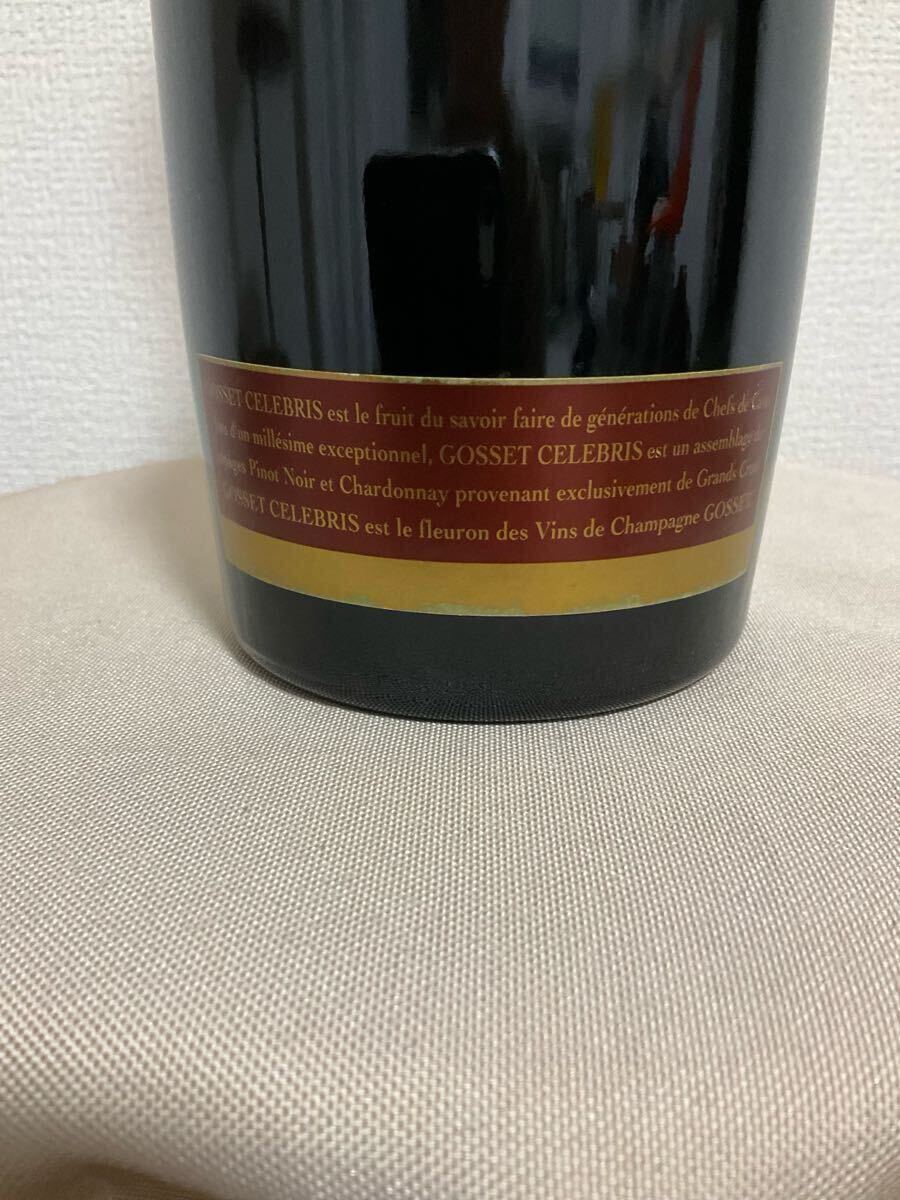 GOSSET CELEBRIS est le fruit du savoir faire de générations de Chefs de
d'un millésime exceptionnel, GOSSET CELEBRIS est un assemblage
Pinot Noir et Chardonnay provenant exclusivement de Grands Crus
GOSSET CELEBRIS est le fleuron des Vins de Champagne GOSSET